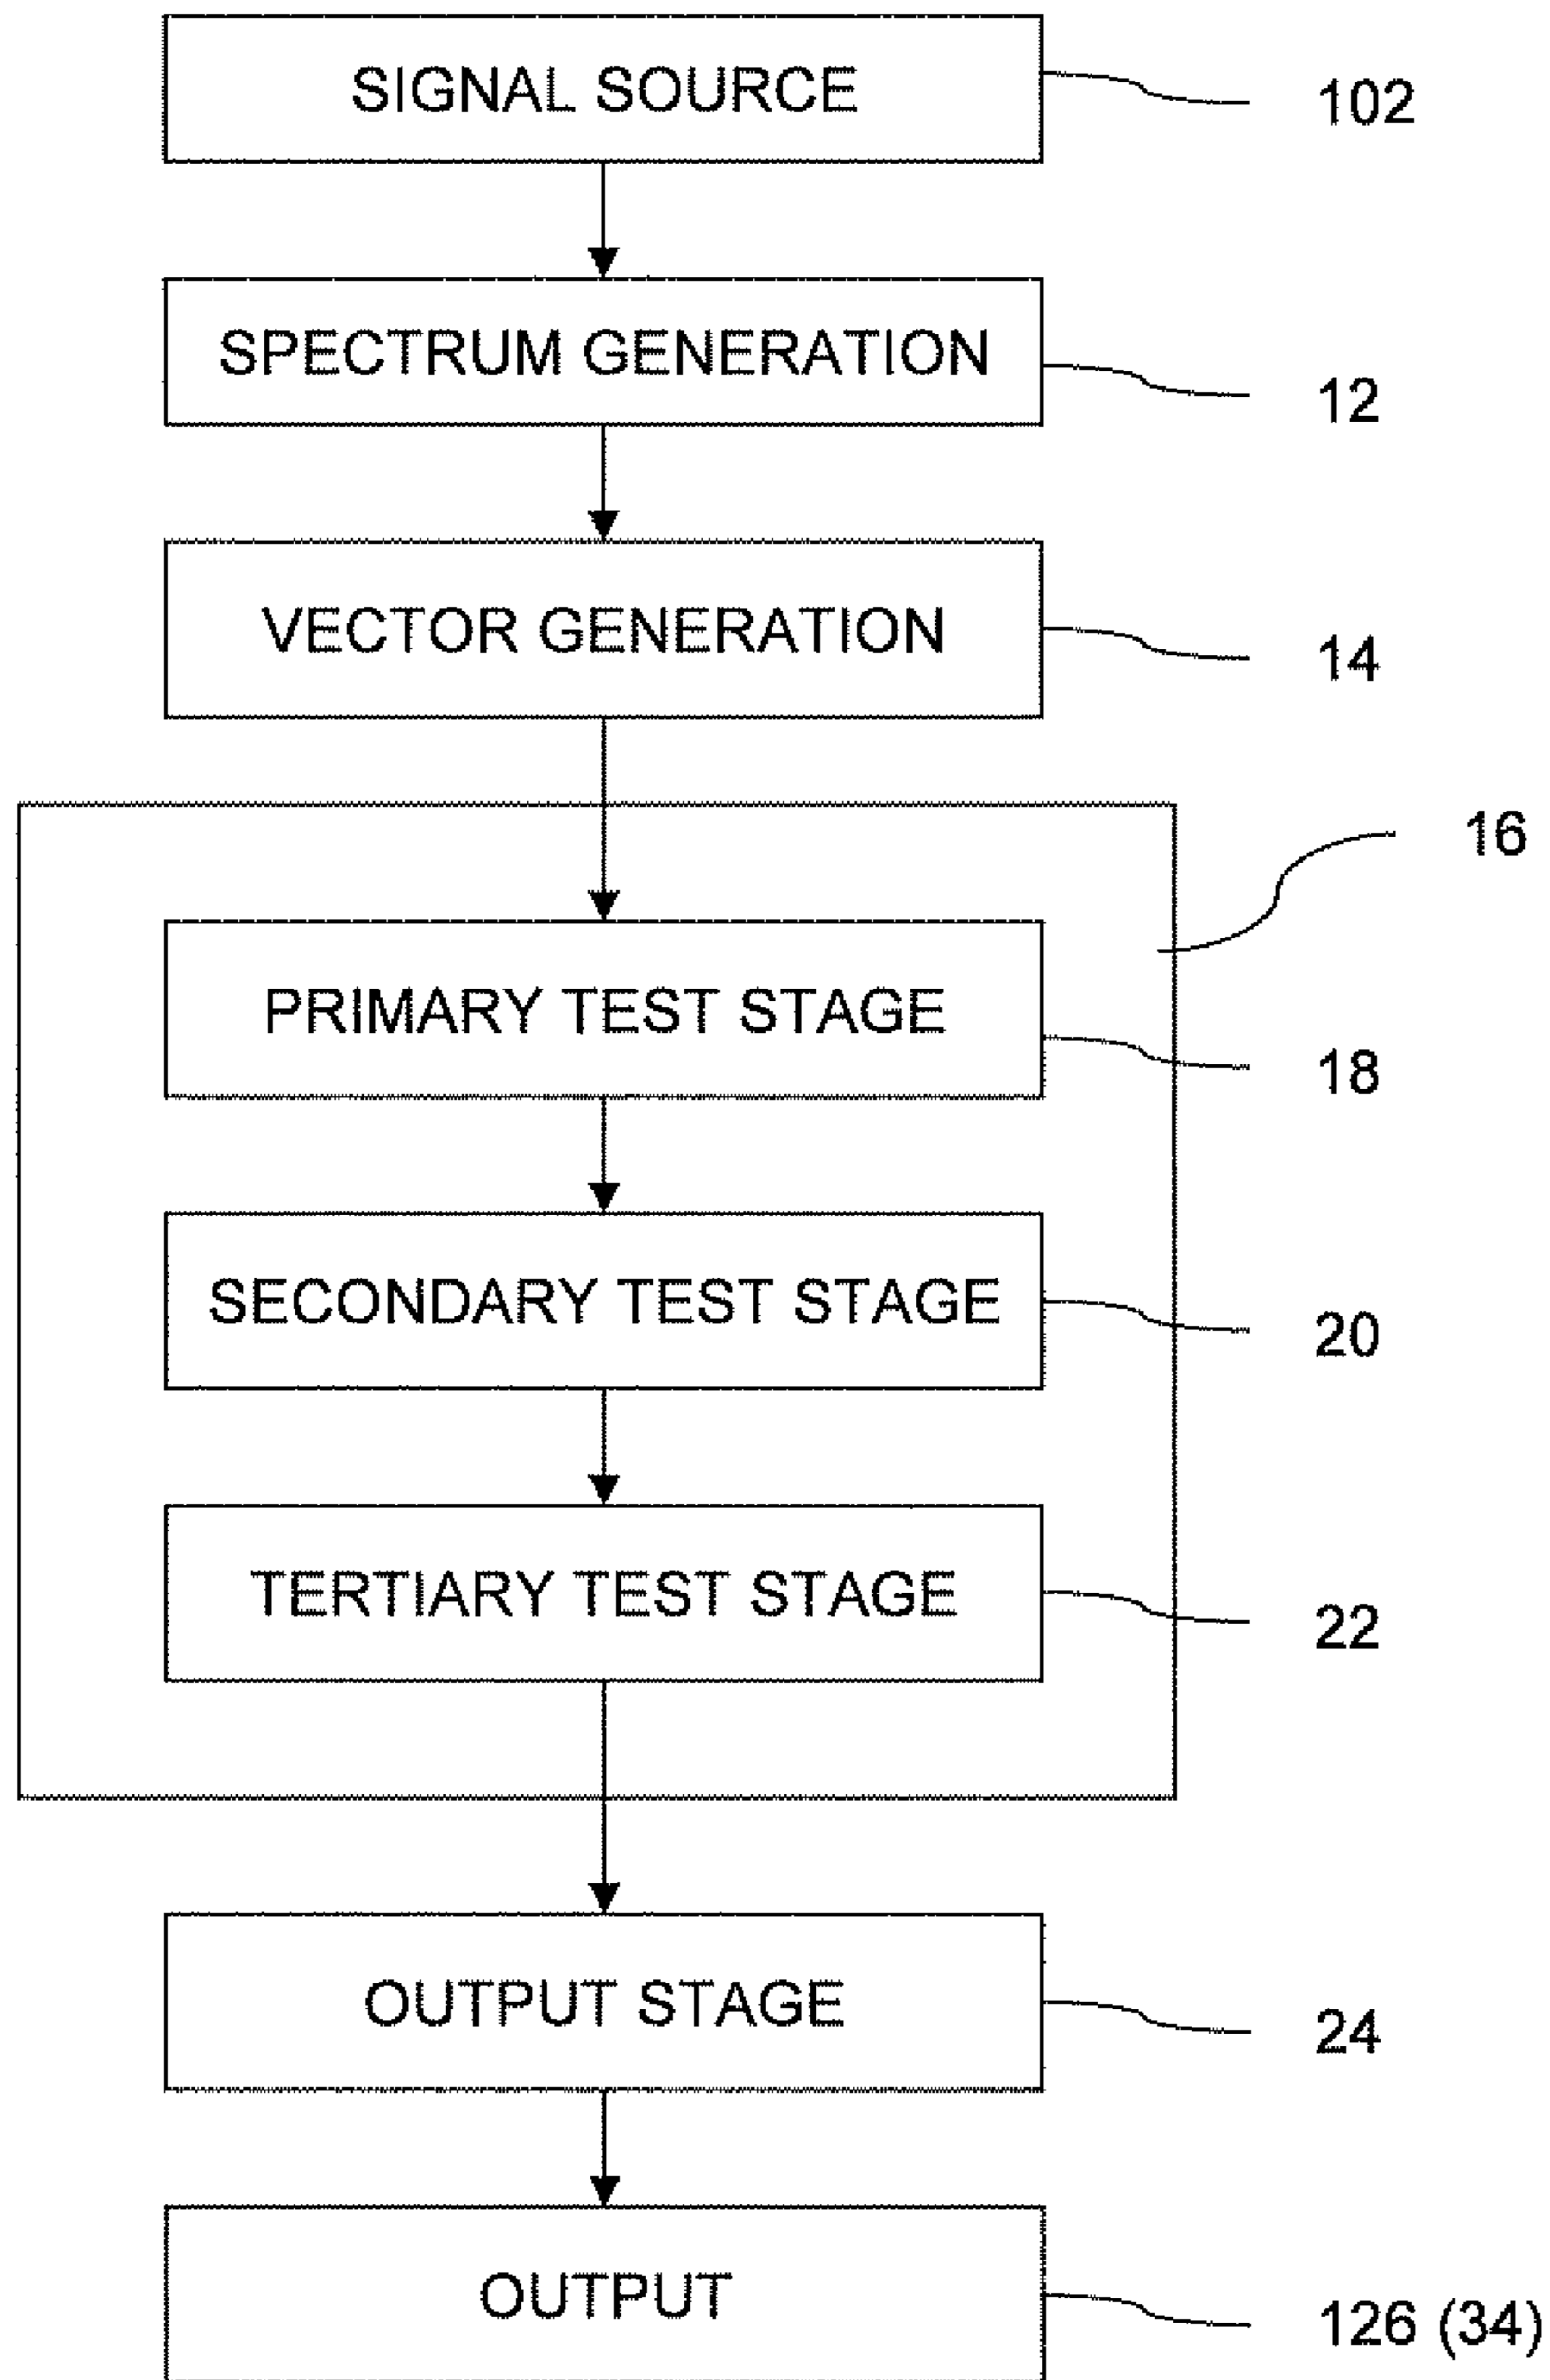 SIGNAL SOURCE
102
SPECTRUM GENERATION
12
VECTOR GENERATION
14
16
PRIMARY TEST STAGE
18
SECONDARY TEST STAGE
20
TERTIARY TEST STAGE
22
OUTPUT STAGE
24
OUTPUT
126 (34)